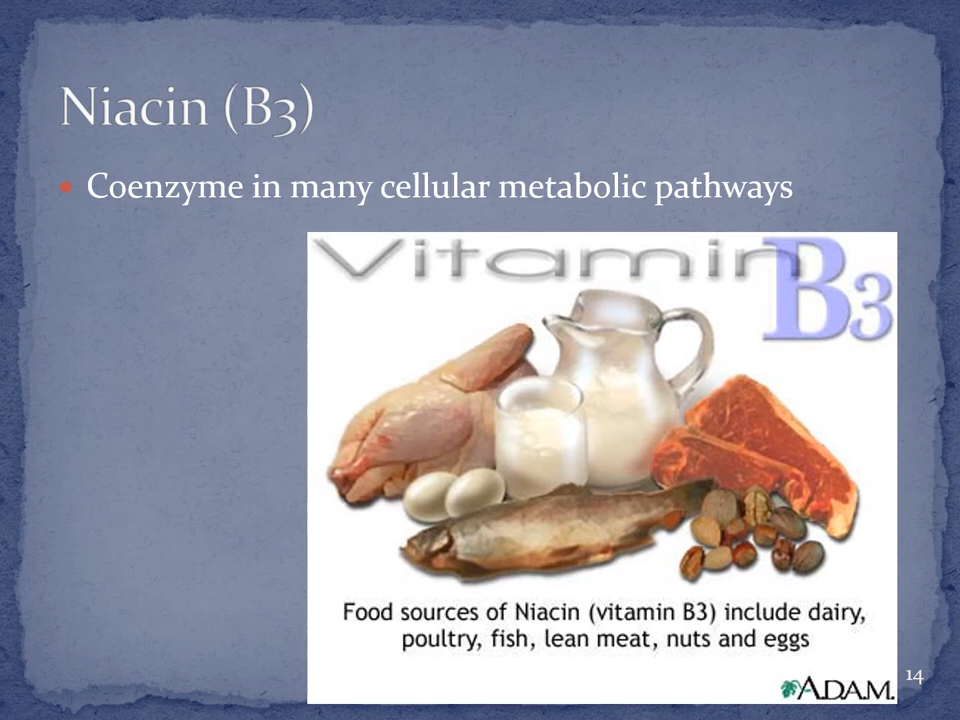 Niacin (B3)
Coenzyme in many cellular metabolic pathways
Vitamin B3
Food sources of Niacin (vitamin B3) include dairy,
poultry, fish, lean meat, nuts and eggs
14
A.D.A.M.